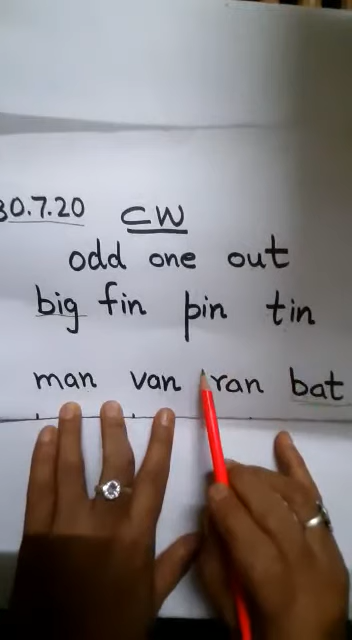 30.7.20 CW
odd one out
big fin pin tin
man van ran bat